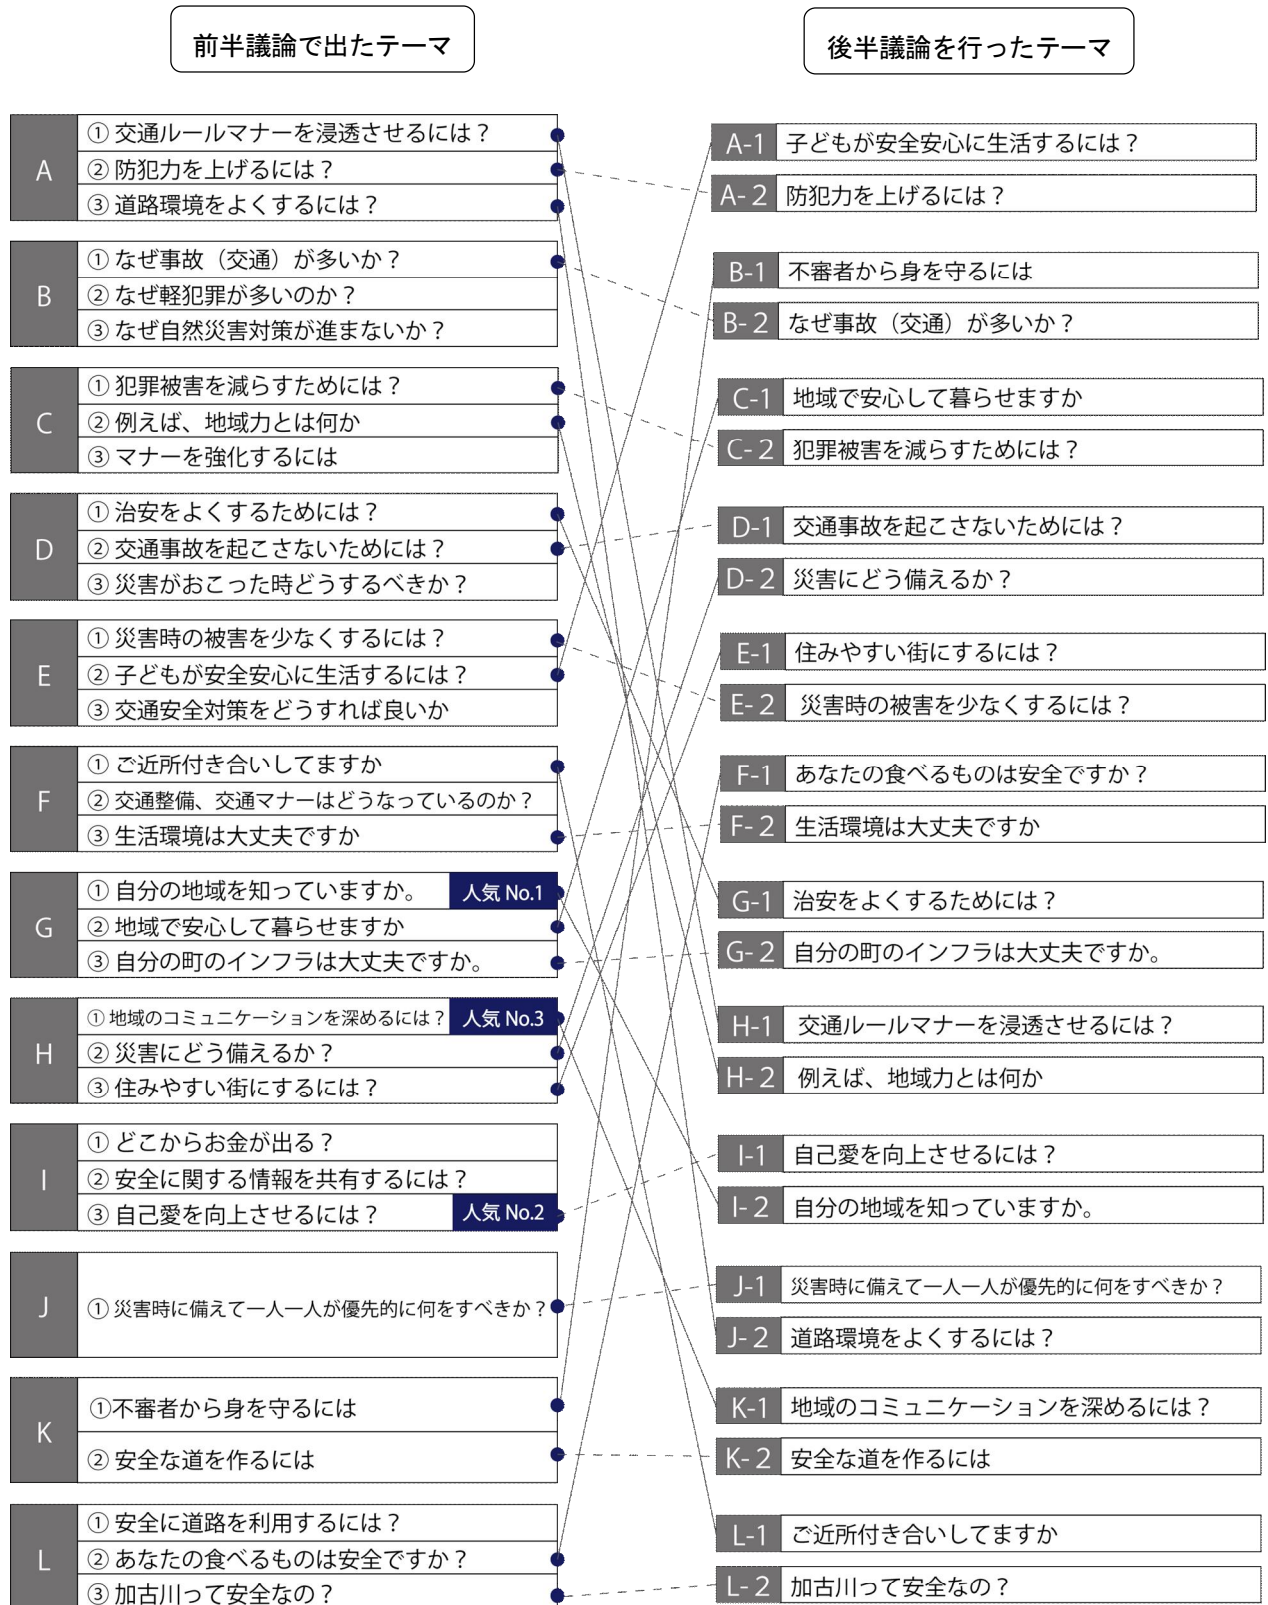 前半議論で出たテーマ
後半議論を行ったテーマ
A
① 交通ルールマナーを浸透させるには？
② 防犯力を上げるには？
③ 道路環境をよくするには？
B
① なぜ事故（交通）が多いか？
② なぜ軽犯罪が多いのか？
③ なぜ自然災害対策が進まないか？
C
① 犯罪被害を減らすためには？
② 例えば、地域力とは何か
③ マナーを強化するには
D
① 治安をよくするためには？
② 交通事故を起こさないためには？
③ 災害がおこった時どうするべきか？
E
① 災害時の被害を少なくするには？
② 子どもが安全安心に生活するには？
③ 交通安全対策をどうすれば良いか
F
① ご近所付き合いしてますか
② 交通整備、交通マナーはどうなっているのか？
③ 生活環境は大丈夫ですか
G
① 自分の地域を知っていますか。 人気 No.1
② 地域で安心して暮らせますか
③ 自分の町のインフラは大丈夫ですか。
H
① 地域のコミュニケーションを深めるには？ 人気 No.3
② 災害にどう備えるか？
③ 住みやすい街にするには？
I
① どこからお金が出る？
② 安全に関する情報を共有するには？
③ 自己愛を向上させるには？ 人気 No.2
J
① 災害時に備えて一人一人が優先的に何をすべきか？
K
①不審者から身を守るには
② 安全な道を作るには
L
① 安全に道路を利用するには？
② あなたの食べるものは安全ですか？
③ 加古川って安全なの？
A-1 子どもが安全安心に生活するには？
A- 2 防犯力を上げるには？
B-1 不審者から身を守るには
B- 2 なぜ事故（交通）が多いか？
C-1 地域で安心して暮らせますか
C- 2 犯罪被害を減らすためには？
D-1 交通事故を起こさないためには？
D- 2 災害にどう備えるか？
E-1 住みやすい街にするには？
E- 2 災害時の被害を少なくするには？
F-1 あなたの食べるものは安全ですか？
F- 2 生活環境は大丈夫ですか
G-1 治安をよくするためには？
G- 2 自分の町のインフラは大丈夫ですか。
H-1 交通ルールマナーを浸透させるには？
H- 2 例えば、地域力とは何か
I-1 自己愛を向上させるには？
I- 2 自分の地域を知っていますか。
J-1 災害時に備えて一人一人が優先的に何をすべきか？
J- 2 道路環境をよくするには？
K-1 地域のコミュニケーションを深めるには？
K- 2 安全な道を作るには
L-1 ご近所付き合いしてますか
L- 2 加古川って安全なの？